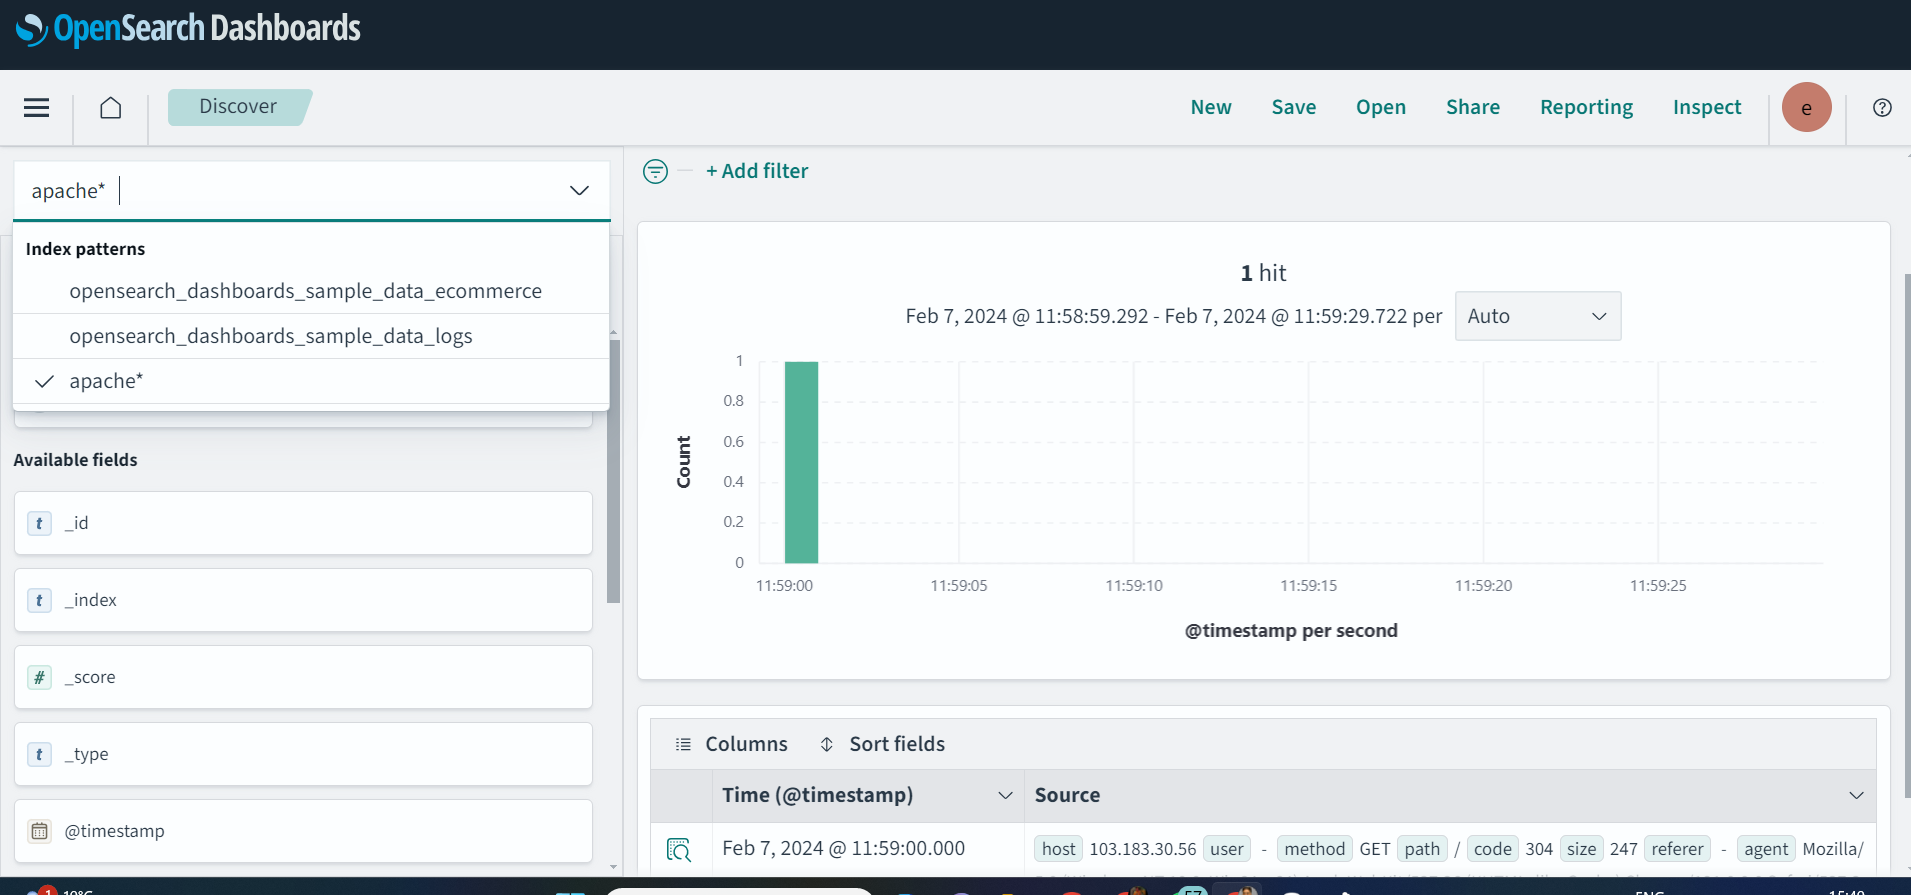 OpenSearch Dashboards
Discover
New Save Open Share Reporting Inspect e
apache*
+ Add filter
Index patterns
opensearch_dashboards_sample_data_ecommerce
opensearch_dashboards_sample_data_logs
apache*
Available fields
t _id
t _index
# _score
t _type
@timestamp
1 hit
Feb 7, 2024 @ 11:58:59.292 - Feb 7, 2024 @ 11:59:29.722 per Auto
Count
1
0.8
0.6
0.4
0.2
0
11:59:00 11:59:05 11:59:10 11:59:15 11:59:20 11:59:25
@timestamp per second
Columns Sort fields
Time (@timestamp) Source
Feb 7, 2024 @ 11:59:00.000 host 103.183.30.56 user - method GET path / code 304 size 247 referer - agent Mozilla/